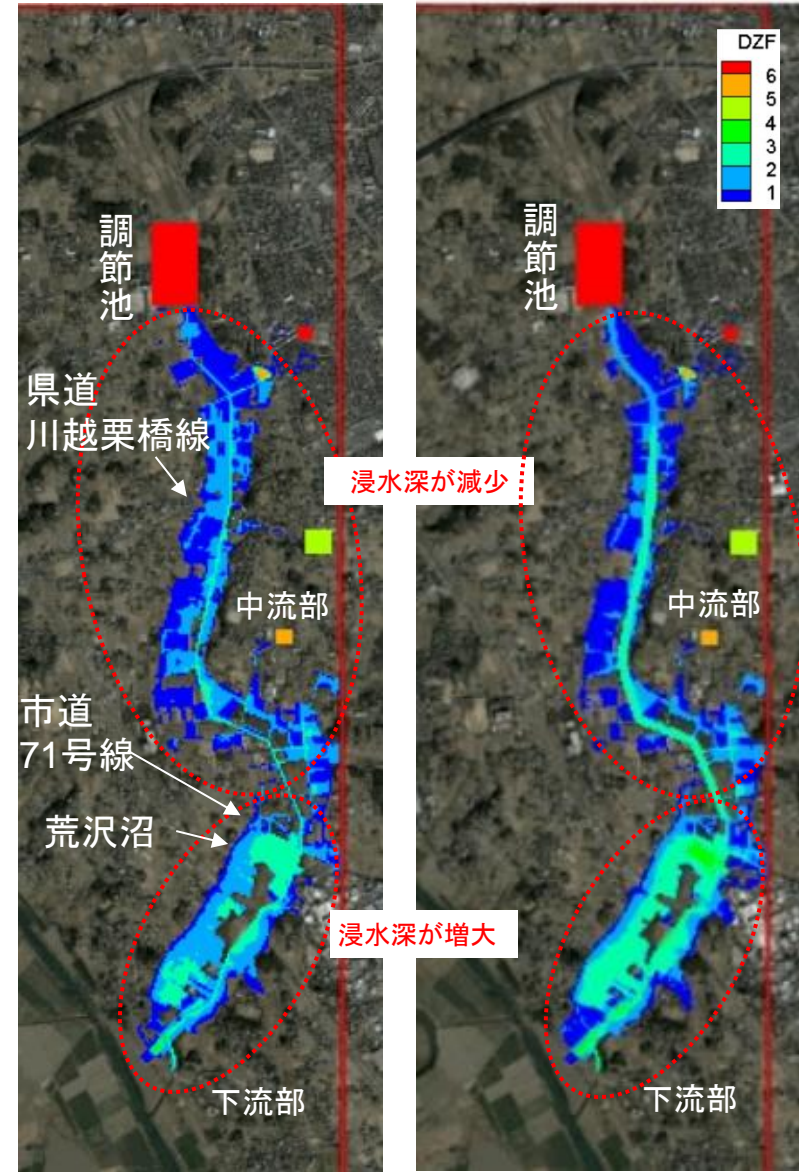 調節池
県道
川越栗橋線
中流部
市道
71号線
荒沢沼
下流部
浸水深が減少
浸水深が増大
DZF
6
5
4
3
2
1
調節池
中流部
下流部